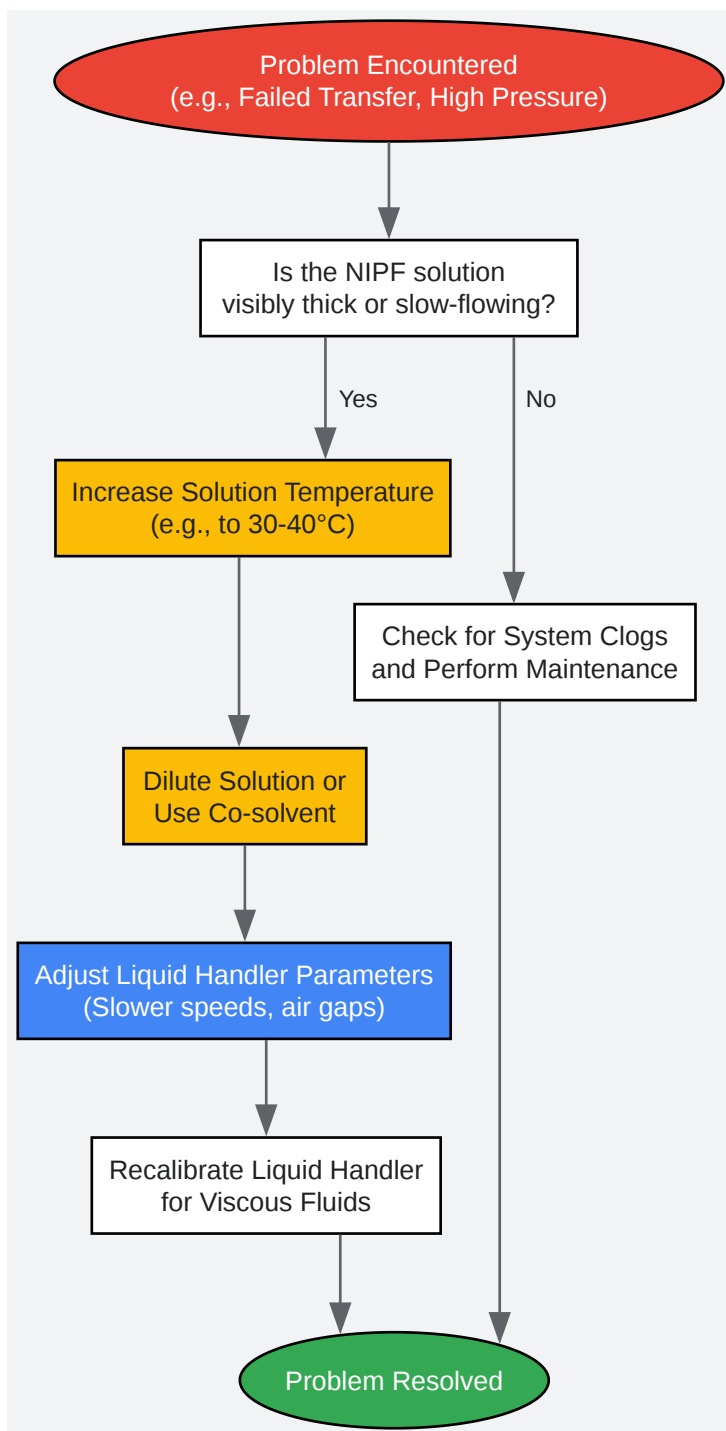 Problem Encountered
(e.g., Failed Transfer, High Pressure)
Is the NIPF solution
visibly thick or slow-flowing?
Yes
No
Increase Solution Temperature
(e.g., to 30-40°C)
Check for System Clogs
and Perform Maintenance
Dilute Solution or
Use Co-solvent
Adjust Liquid Handler Parameters
(Slower speeds, air gaps)
Recalibrate Liquid Handler
for Viscous Fluids
Problem Resolved